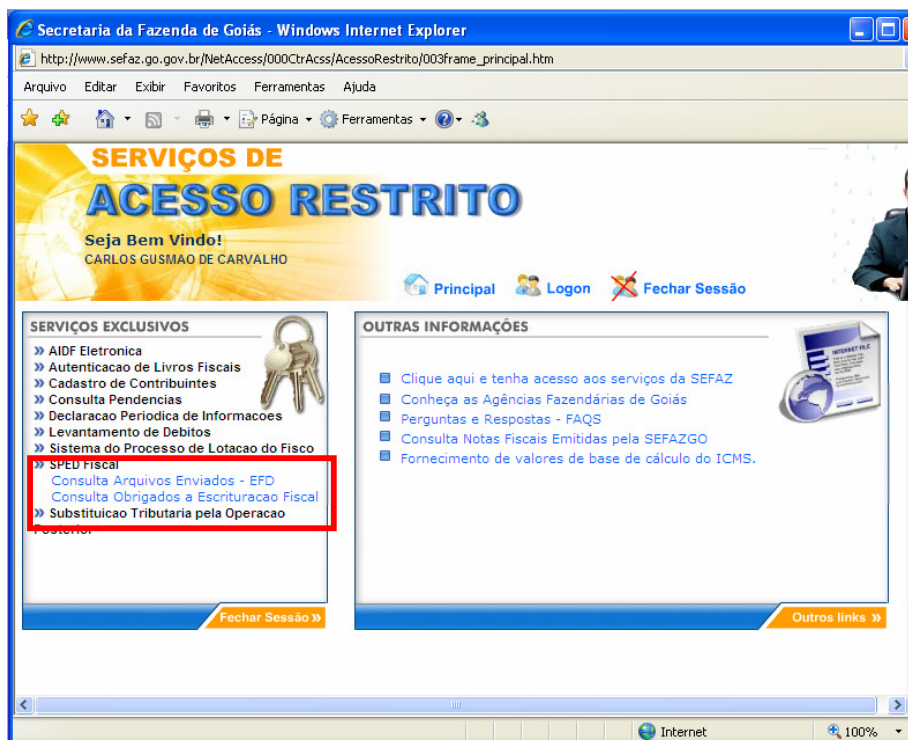 Secretaria da Fazenda de Goiás - Windows Internet Explorer
http://www.sefaz.go.gov.br/NetAccess/000CtrAcss/AcessoRestrito/003frame_principal.htm
Arquivo Editar Exibir Favoritos Ferramentas Ajuda
Página Ferramentas
SERVIÇOS DE
ACESSO RESTRITO
Seja Bem Vindo!
CARLOS GUSMAO DE CARVALHO
Principal Logon Fechar Sessão
SERVIÇOS EXCLUSIVOS
» AIDF Eletronica
» Autenticacao de Livros Fiscais
» Cadastro de Contribuintes
» Consulta Pendencias
» Declaracao Periodica de Informacoes
» Levantamento de Debitos
» Sistema do Processo de Lotacao do Fisco
» SPED Fiscal
Consulta Arquivos Enviados - EFD
Consulta Obrigados a Escrituracao Fiscal
» Substituicao Tributaria pela Operacao
Posterior
Fechar Sessão »
OUTRAS INFORMAÇÕES
INTERNET FILE
Clique aqui e tenha acesso aos serviços da SEFAZ
Conheça as Agências Fazendárias de Goiás
Perguntas e Respostas - FAQS
Consulta Notas Fiscais Emitidas pela SEFAZGO
Fornecimento de valores de base de cálculo do ICMS.
Outros links »
Internet 100%